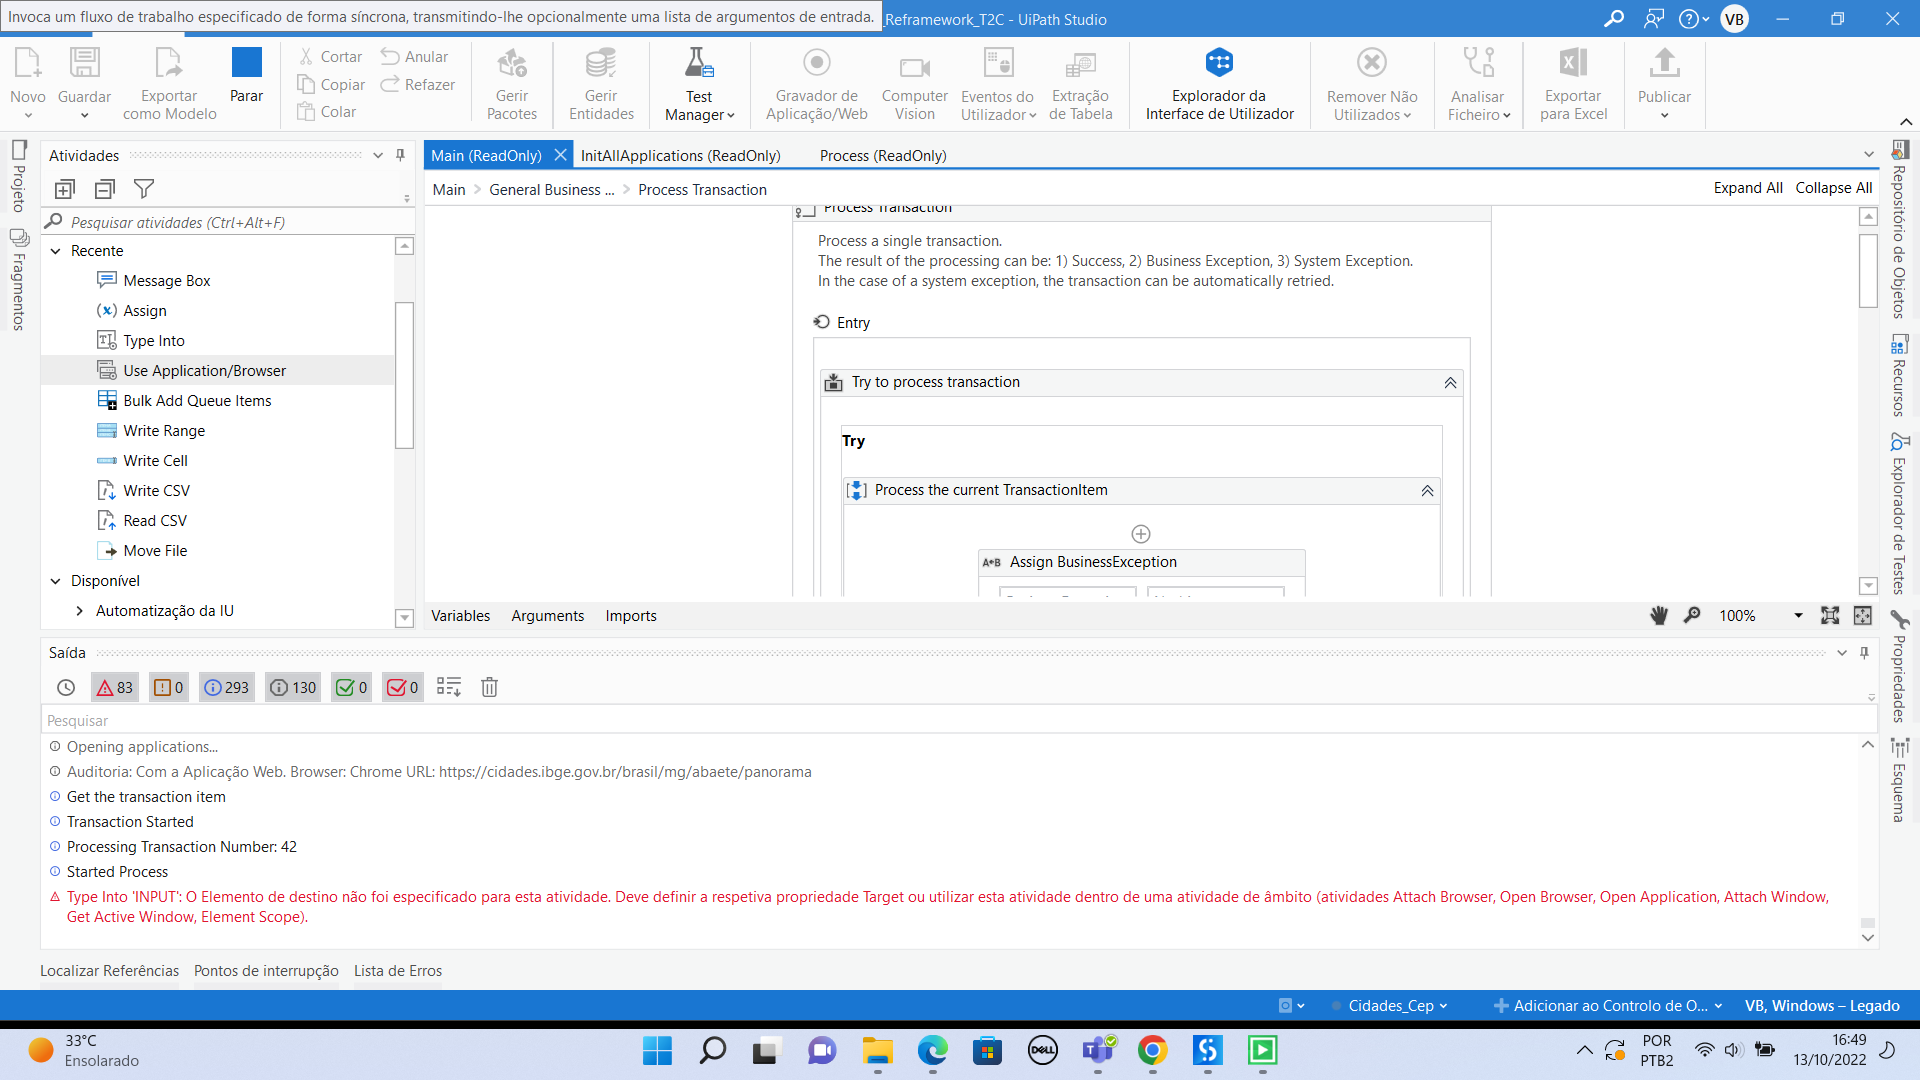 Invoca um fluxo de trabalho especificado de forma síncrona, transmitindo-lhe opcionalmente uma lista de argumentos de entrada.
_Reframework_T2C - UiPath Studio
VB
Novo
Guardar
Exportar
como Modelo
Parar
Cortar
Copiar
Colar
Anular
Refazer
Gerir
Pacotes
Gerir
Entidades
Test
Manager
Gravador de
Aplicação/Web
Computer
Vision
Eventos do
Utilizador
Extração
de Tabela
Explorador da
Interface de Utilizador
Remover Não
Utilizados
Analisar
Ficheiro
Exportar
para Excel
Publicar
Projeto
Fragmentos
Atividades
Pesquisar atividades (Ctrl+Alt+F)
Recente
Message Box
Assign
Type Into
Use Application/Browser
Bulk Add Queue Items
Write Range
Write Cell
Write CSV
Read CSV
Move File
Disponível
Automatização da IU
Main (ReadOnly)
InitAllApplications (ReadOnly)
Process (ReadOnly)
Main > General Business ... > Process Transaction
Expand All
Collapse All
Process Transaction
Process a single transaction.
The result of the processing can be: 1) Success, 2) Business Exception, 3) System Exception.
In the case of a system exception, the transaction can be automatically retried.
Entry
Try to process transaction
Try
Process the current TransactionItem
A+B Assign BusinessException
Variables
Arguments
Imports
100%
Repositório de Objetos
Recursos
Explorador de Testes
Propriedades
Esquema
Saída
83
0
293
130
0
0
Pesquisar
Opening applications...
Auditoria: Com a Aplicação Web. Browser: Chrome URL: https://cidades.ibge.gov.br/brasil/mg/abaete/panorama
Get the transaction item
Transaction Started
Processing Transaction Number: 42
Started Process
Type Into 'INPUT': O Elemento de destino não foi especificado para esta atividade. Deve definir a respetiva propriedade Target ou utilizar esta atividade dentro de uma atividade de âmbito (atividades Attach Browser, Open Browser, Open Application, Attach Window,
Get Active Window, Element Scope).
Localizar Referências
Pontos de interrupção
Lista de Erros
Cidades_Cep
Adicionar ao Controlo de O...
VB, Windows – Legado
33°C
Ensolarado
DELL
POR
PTB2
16:49
13/10/2022